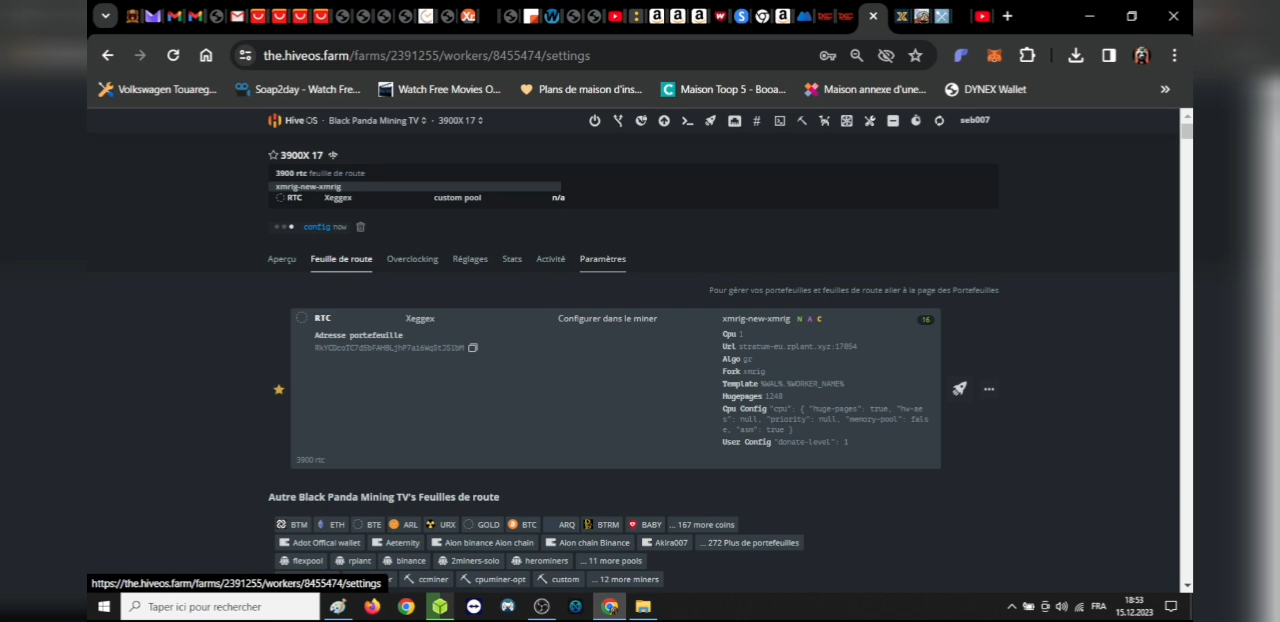 the.hiveos.farm/farms/2391255/workers/8455474/settings
Volkswagen Touareg...
Soap2day - Watch Fre...
Watch Free Movies O...
Plans de maison d'ins...
Maison Toop 5 - Booa...
Maison annexe d'une...
DYNEX Wallet
Hive OS · Black Panda Mining TV · 3900X 17
seb007
3900X 17
3900 rtc feuille de route
xmrig-new-xmrig
RTC Xeggex custom pool n/a
config now
Aperçu Feuille de route Overclocking Réglages Stats Activité Paramètres
Pour gérer vos portefeuilles et feuilles de route aller à la page des Portefeuilles
RTC Xeggex Configurer dans le miner xmrig-new-xmrig N A C 16
Adresse portefeuille
Cpu 1
Url stratum-eu.rplant.xyz:17054
Algo gr
Fork xmrig
Template %WAL%.%WORKER_NAME%
Hugepages 1248
Cpu Config "cpu": { "huge-pages": true, "hw-ae
s": null, "priority": null, "memory-pool": fals
e, "asm": true }
User Config "donate-level": 1
3900 rtc
Autre Black Panda Mining TV's Feuilles de route
BTM ETH BTE ARL URX GOLD BTC ARQ BTRM BABY ... 167 more coins
Adot Offical wallet Aeternity Aion binance Aion chain Aion chain Binance Akira007 ... 272 Plus de portefeuilles
flexpool rplant binance 2miners-solo herominers ... 11 more pools
ccminer cpuminer-opt custom ... 12 more miners
https://the.hiveos.farm/farms/2391255/workers/8455474/settings
Taper ici pour rechercher
FRA
18:53
15.12.2023